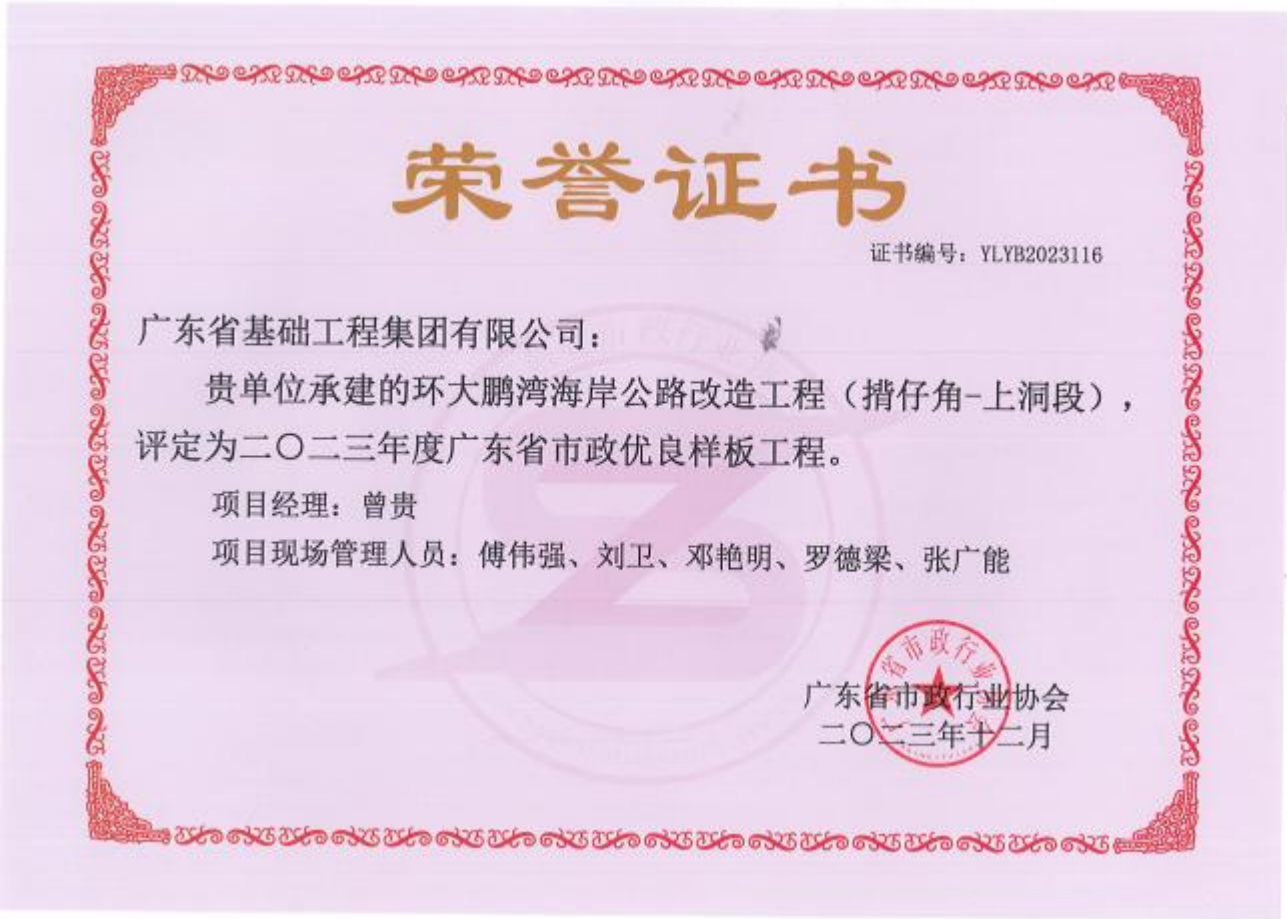 荣誉证书
证书编号：YLYB2023116
广东省基础工程集团有限公司：
贵单位承建的环大鹏湾海岸公路改造工程（揹仔角-上洞段），
评定为二〇二三年度广东省市政优良样板工程。
项目经理：曾贵
项目现场管理人员：傅伟强、刘卫、邓艳明、罗德梁、张广能
广东省市政行业协会
二〇二三年十二月